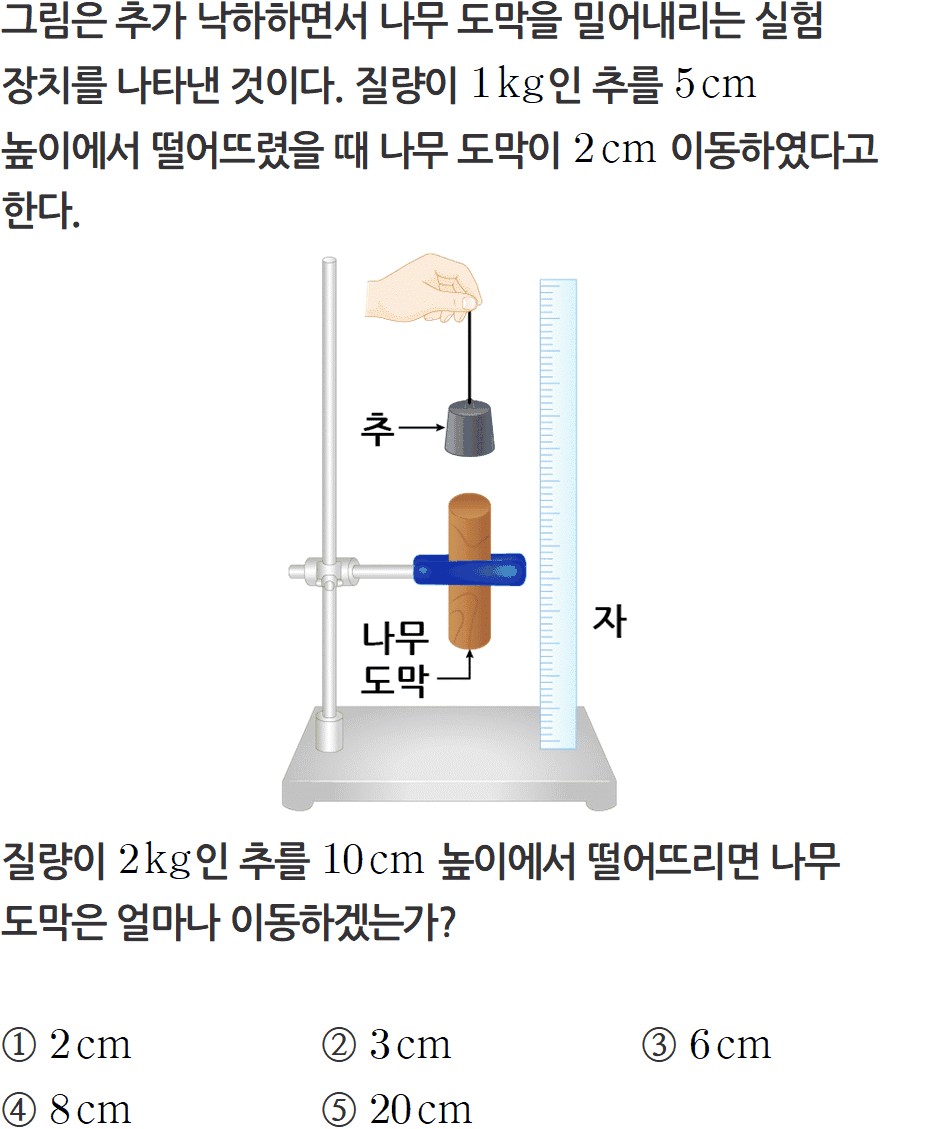 그림은 추가 낙하하면서 나무 도막을 밀어내리는 실험
장치를 나타낸 것이다. 질량이 1kg인 추를 5cm
높이에서 떨어뜨렸을 때 나무 도막이 2cm 이동하였다고
한다.
추
나무
도막
자
질량이 2kg인 추를 10cm 높이에서 떨어뜨리면 나무
도막은 얼마나 이동하겠는가?
① 2cm ② 3cm ③ 6cm
④ 8cm ⑤ 20cm